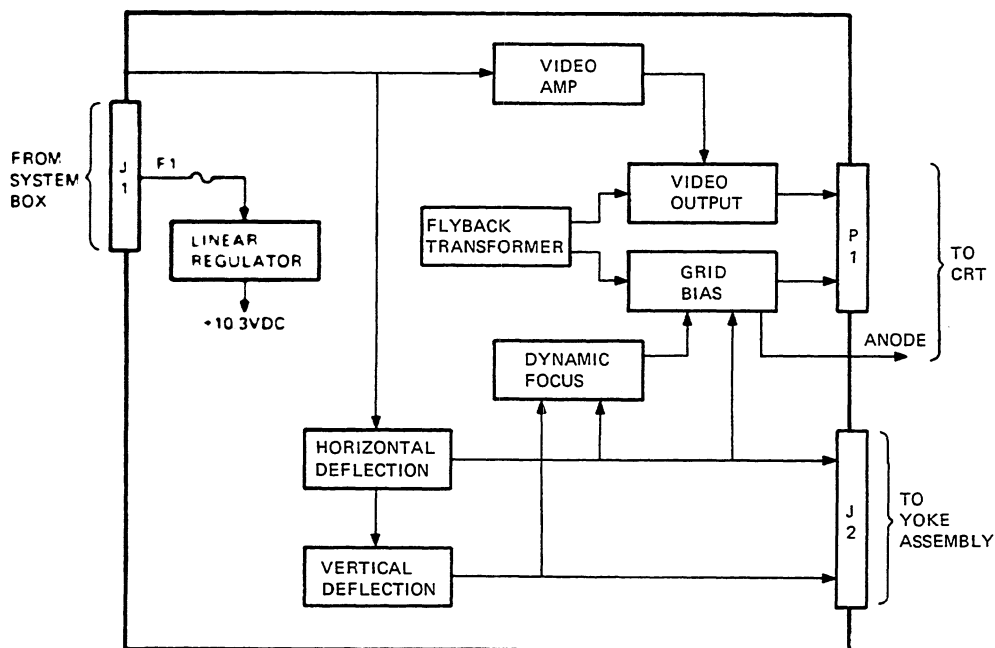 VIDEO
AMP
FROM
SYSTEM
BOX
J
1
F1
LINEAR
REGULATOR
+10.3VDC
VIDEO
OUTPUT
FLYBACK
TRANSFORMER
GRID
BIAS
P
1
TO
CRT
ANODE
DYNAMIC
FOCUS
HORIZONTAL
DEFLECTION
VERTICAL
DEFLECTION
J
2
TO
YOKE
ASSEMBLY